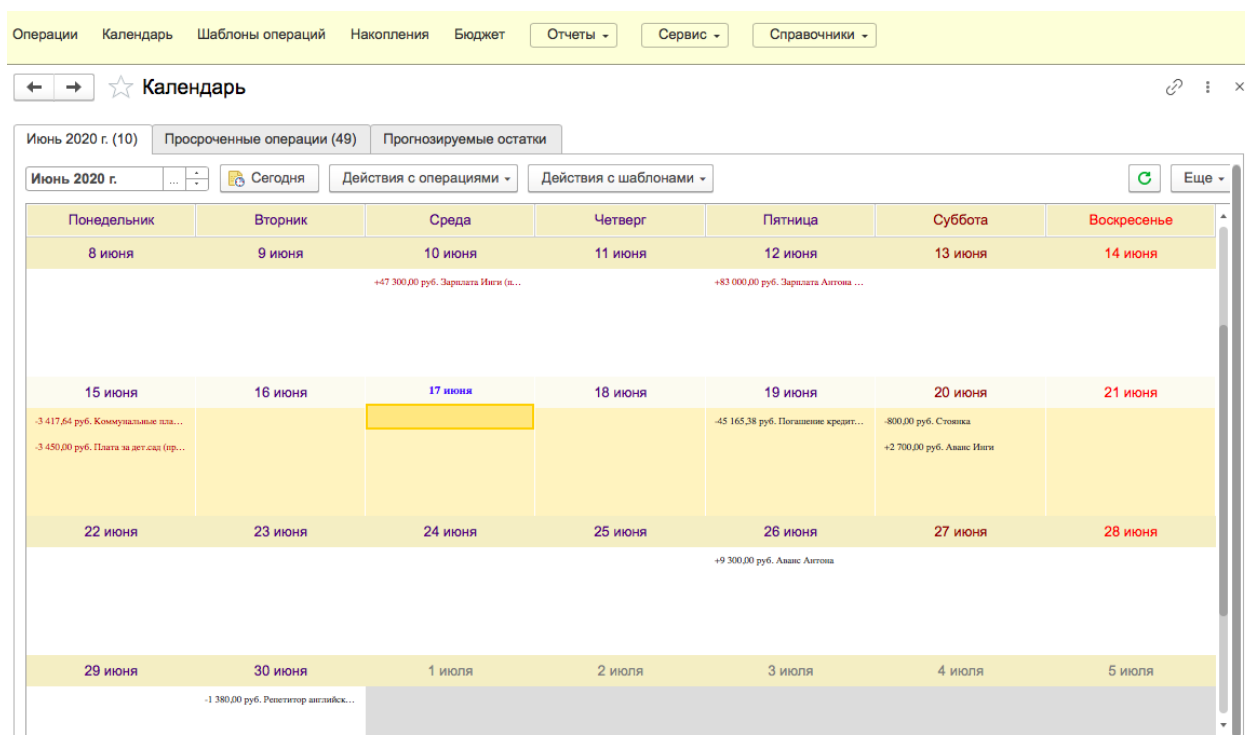 Операции Календарь Шаблоны операций Накопления Бюджет Отчеты Сервис Справочники
Календарь
Июнь 2020 г. (10) Просроченные операции (49) Прогнозируемые остатки
Июнь 2020 г. ... Сегодня Действия с операциями Действия с шаблонами Еще
Понедельник Вторник Среда Четверг Пятница Суббота Воскресенье
8 июня 9 июня 10 июня 11 июня 12 июня 13 июня 14 июня
+47 300,00 руб. Зарплата Инги (п... +83 000,00 руб. Зарплата Антона ...
15 июня 16 июня 17 июня 18 июня 19 июня 20 июня 21 июня
-3 417,64 руб. Коммунальные пла... -45 165,38 руб. Погашение кредит... -800,00 руб. Стоянка
-3 450,00 руб. Плата за дет.сад (пр... +2 700,00 руб. Аванс Инги
22 июня 23 июня 24 июня 25 июня 26 июня 27 июня 28 июня
+9 300,00 руб. Аванс Антона
29 июня 30 июня 1 июля 2 июля 3 июля 4 июля 5 июля
-1 380,00 руб. Репетитор английск...